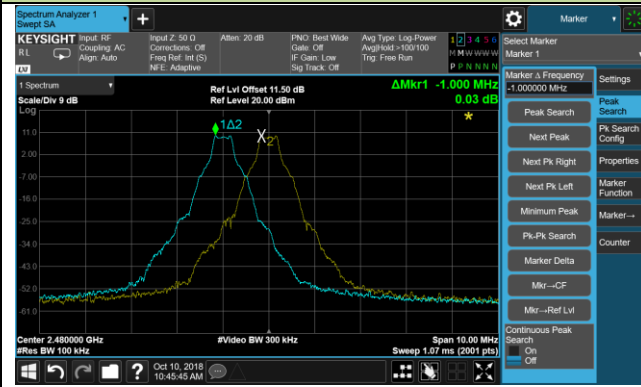 Spectrum Analyzer 1
Swept SA
+
Marker
KEYSIGHT
RL
LXI
Input: RF
Coupling: AC
Align: Auto
Input Z: 50 Ω
Corrections: Off
Freq Ref: Int (S)
NFE: Adaptive
Atten: 20 dB
PNO: Best Wide
Gate: Off
IF Gain: Low
Sig Track: Off
Avg Type: Log-Power
Avg|Hold >100/100
Trig: Free Run
1 2 3 4 5 6
M M W W W W
P P N N N N
Select Marker
Marker 1
1 Spectrum
Scale/Div 9 dB
Log
Ref Lvl Offset 11.50 dB
Ref Level 20.00 dBm
ΔMkr1 -1.000 MHz
0.03 dB
*
1Δ2
X2
11.0
2.00
-7.00
-16.0
-25.0
-34.0
-43.0
-52.0
-61.0
Center 2.480000 GHz
#Res BW 100 kHz
#Video BW 300 kHz
Span 10.00 MHz
Sweep 1.07 ms (2001 pts)
Marker Δ Frequency
-1.000000 MHz
Peak Search
Next Peak
Next Pk Right
Next Pk Left
Minimum Peak
Pk-Pk Search
Marker Delta
Mkr→CF
Mkr→Ref Lvl
Continuous Peak
Search
On
Off
Settings
Peak
Search
Pk Search
Config
Properties
Marker
Function
Marker→
Counter
?
Oct 10, 2018
10:45:45 AM